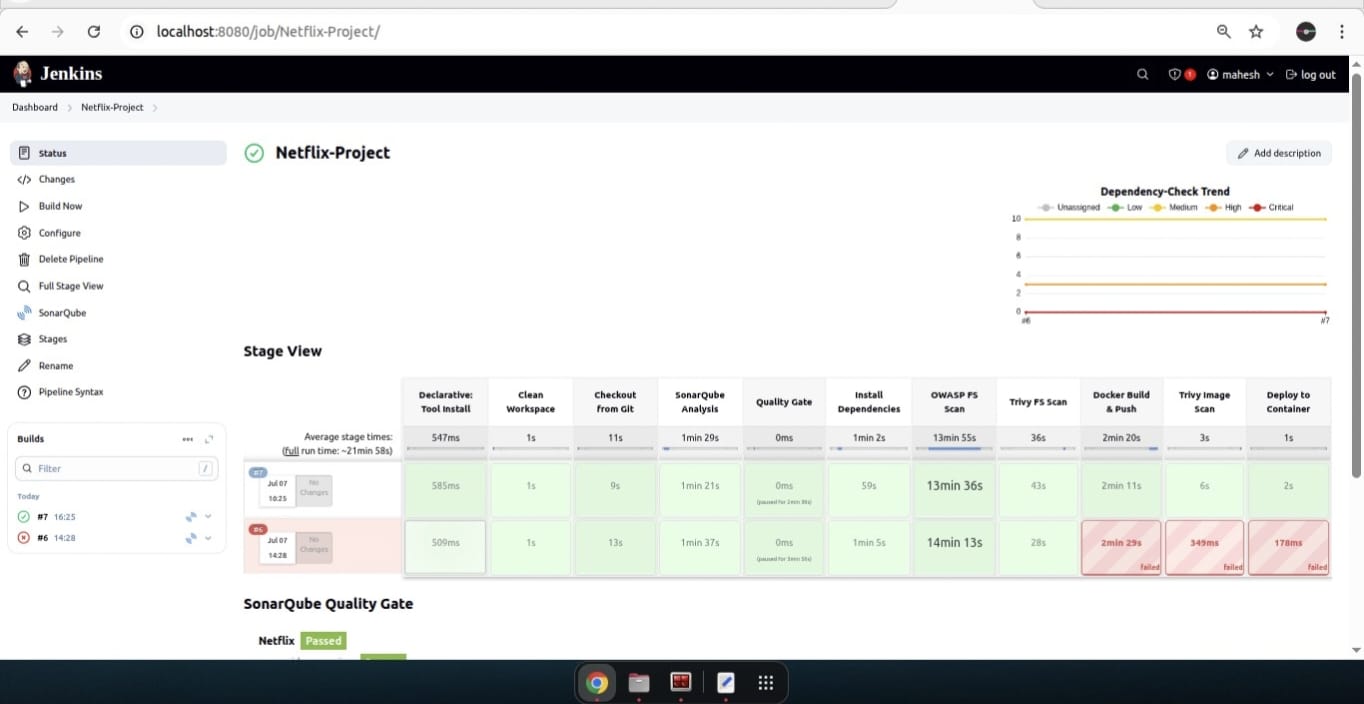 localhost:8080/job/Netflix-Project/
Jenkins
1
mahesh
log out
Dashboard
Netflix-Project
Status
Changes
Build Now
Configure
Delete Pipeline
Full Stage View
SonarQube
Stages
Rename
Pipeline Syntax
Builds
Filter /
Today
#7 16:25
#6 14:28
Netflix-Project
Add description
Dependency-Check Trend
Unassigned Low Medium High Critical
10
8
6
4
2
0
#6 #7
Stage View
Declarative: Tool Install
Clean Workspace
Checkout from Git
SonarQube Analysis
Quality Gate
Install Dependencies
OWASP FS Scan
Trivy FS Scan
Docker Build & Push
Trivy Image Scan
Deploy to Container
Average stage times:
(full run time: ~21min 58s)
547ms 1s 11s 1min 29s 0ms 1min 2s 13min 55s 36s 2min 20s 3s 1s
#7
Jul 07
16:25
No Changes
585ms 1s 9s 1min 21s 0ms 59s 13min 36s 43s 2min 11s 6s 2s
#6
Jul 07
14:28
No Changes
509ms 1s 13s 1min 37s 0ms 1min 5s 14min 13s 28s 2min 29s 349ms 178ms
failed failed failed
SonarQube Quality Gate
Netflix Passed